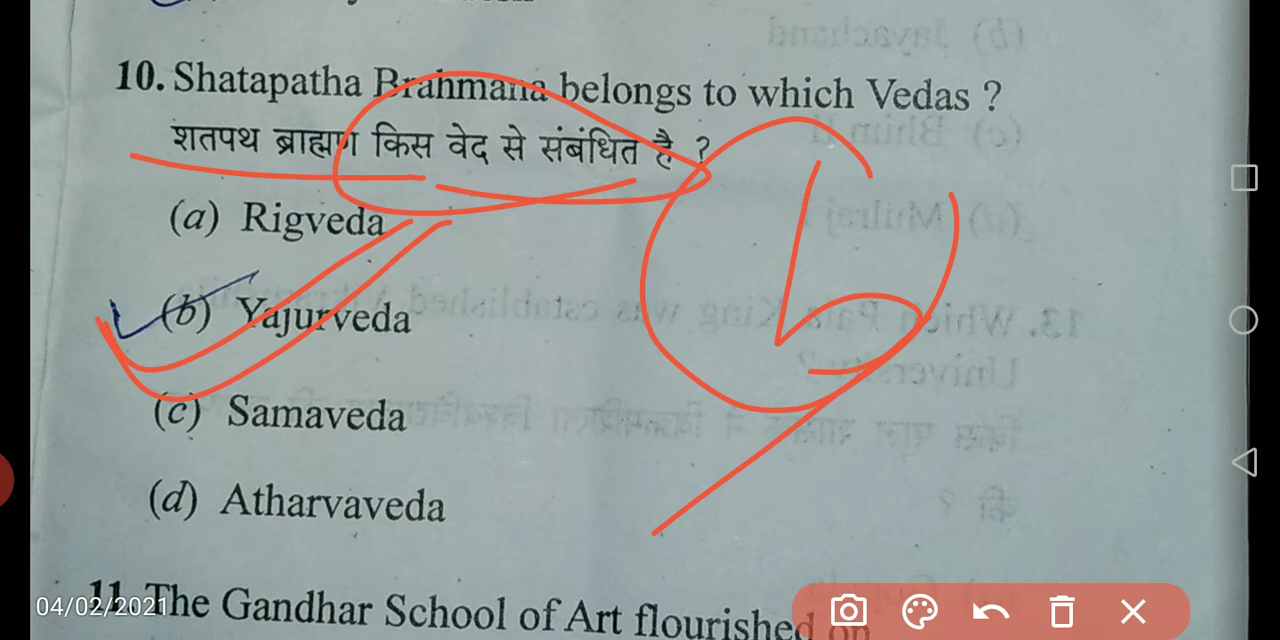 10. Shatapatha Brahmana belongs to which Vedas ?
शतपथ ब्राह्मण किस वेद से संबंधित है ?
(a) Rigveda
(b) Yajurveda
(c) Samaveda
(d) Atharvaveda
11. The Gandhar School of Art flourished on
04/02/2021
b